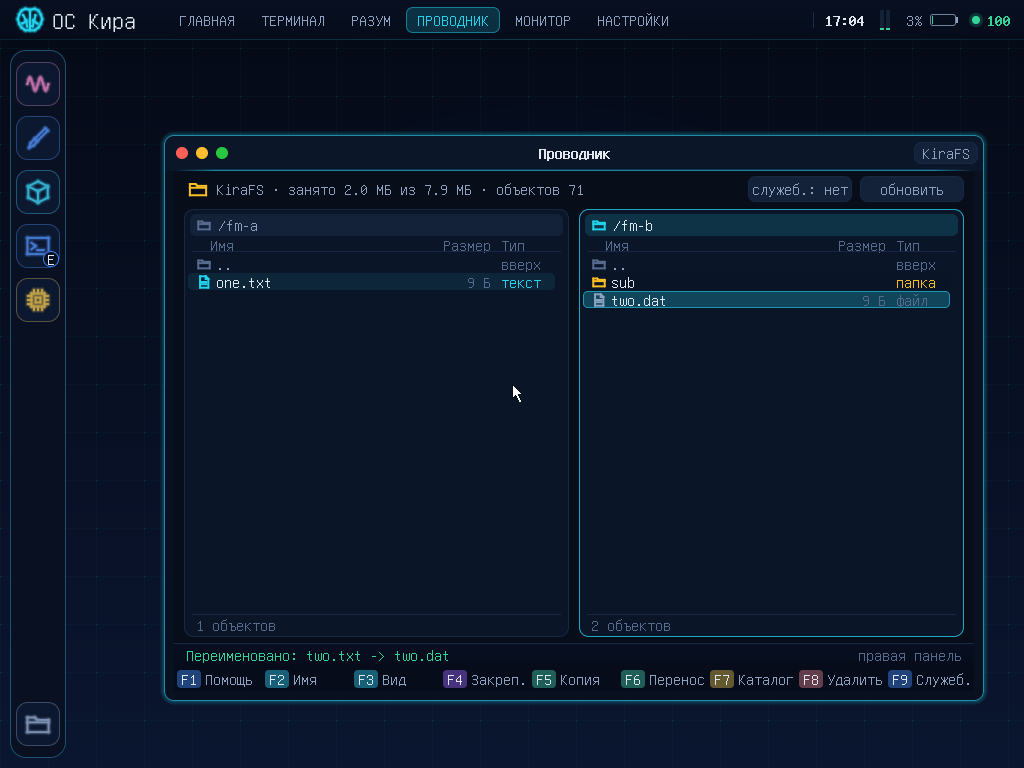 ОС Кира ГЛАВНАЯ ТЕРМИНАЛ РАЗУМ ПРОВОДНИК МОНИТОР НАСТРОЙКИ 17:04 3% 100
E
Проводник KiraFS
KiraFS · занято 2.0 МБ из 7.9 МБ · объектов 71 служеб.: нет обновить
/fm-a
Имя Размер Тип
.. вверх
one.txt 9 Б текст
1 объектов
/fm-b
Имя Размер Тип
.. вверх
sub папка
two.dat 9 Б файл
2 объектов
Переименовано: two.txt -> two.dat правая панель
F1 Помощь F2 Имя F3 Вид F4 Закреп. F5 Копия F6 Перенос F7 Каталог F8 Удалить F9 Служеб.